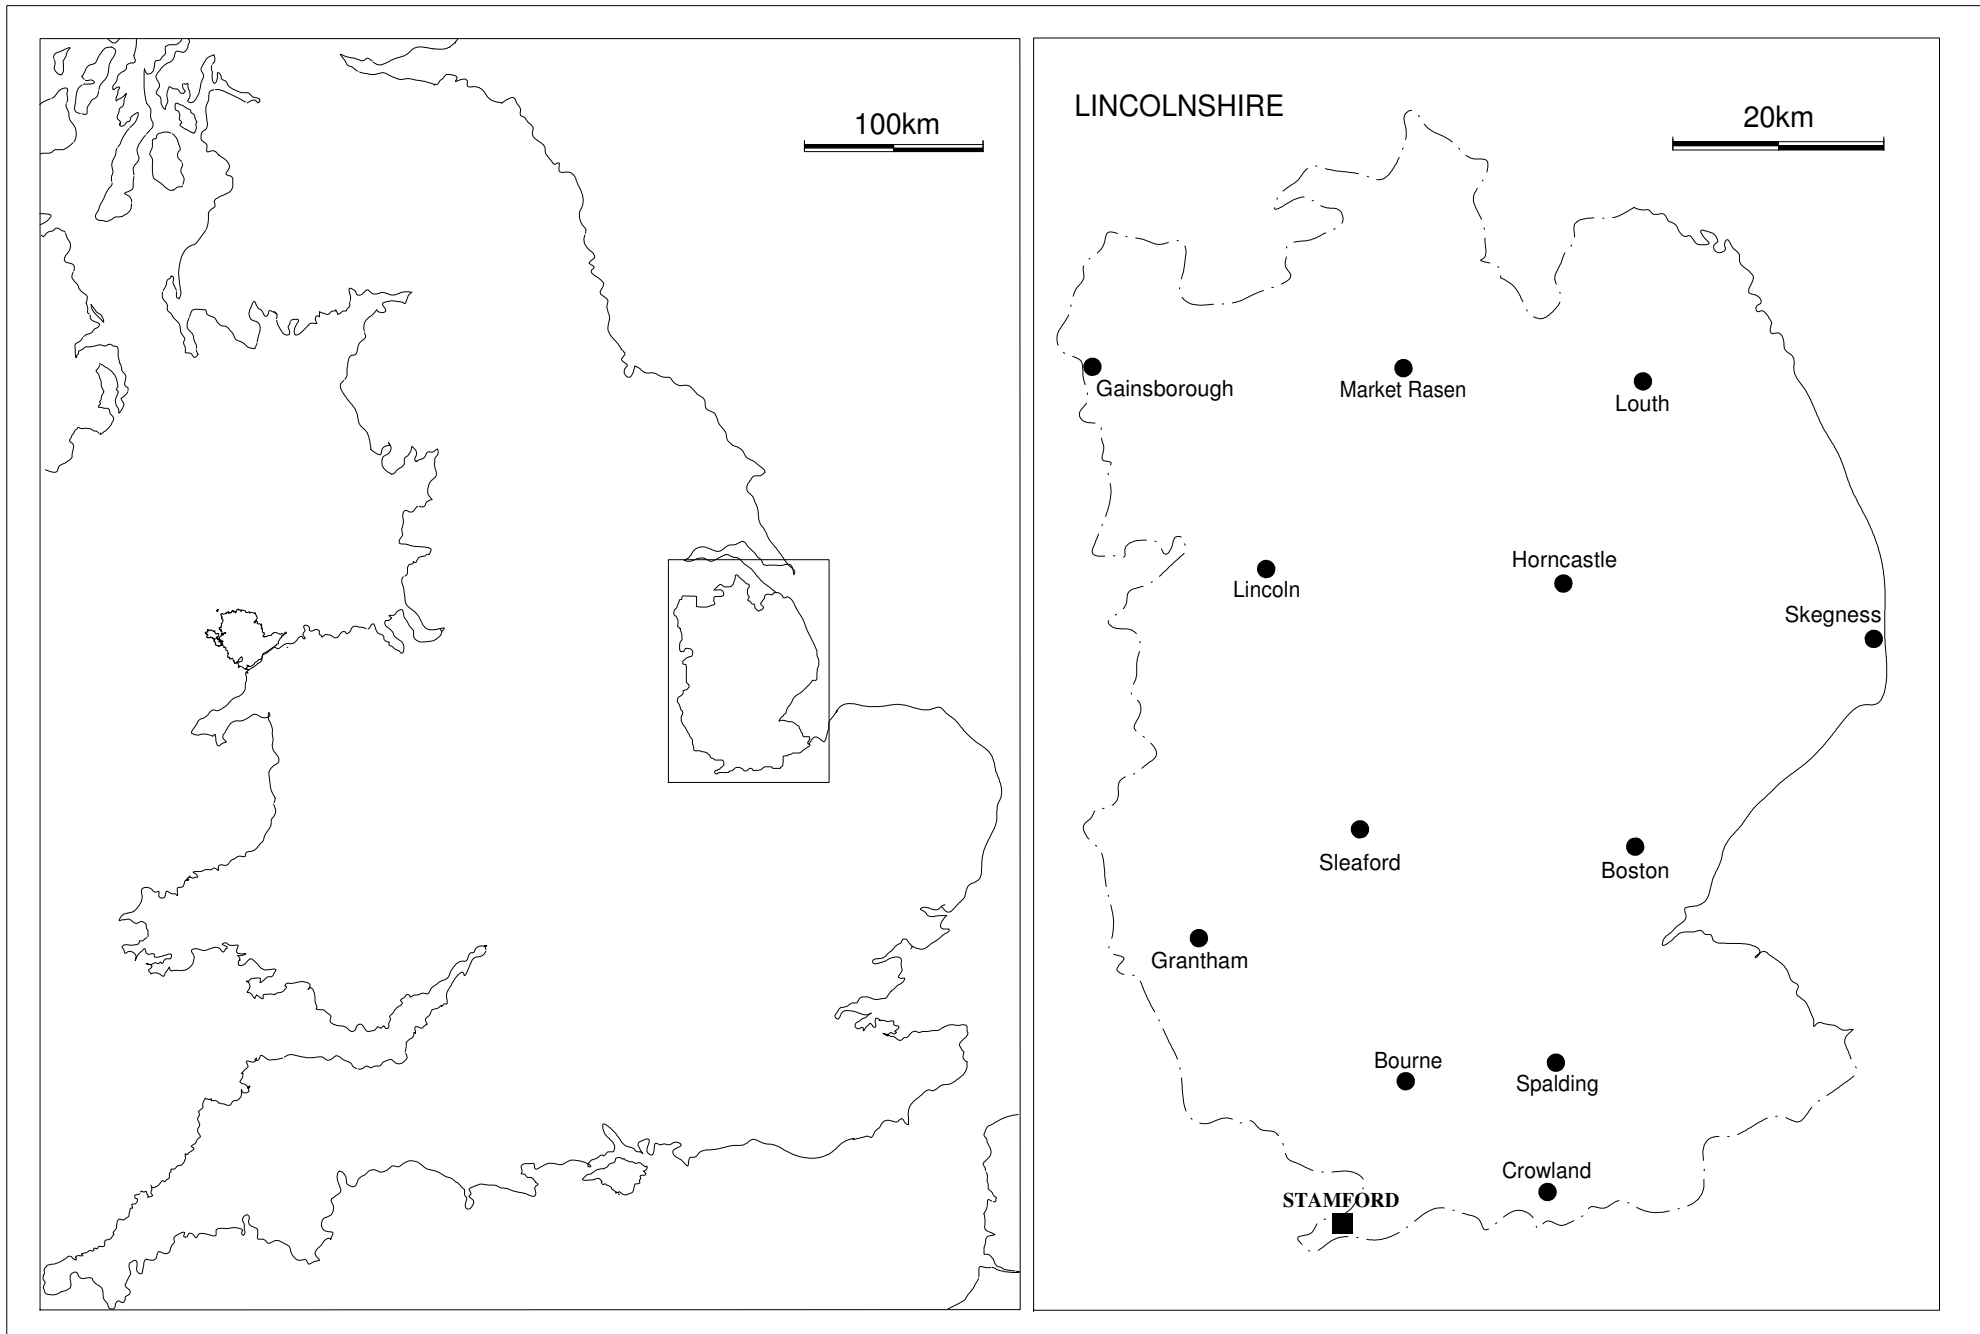 100km
LINCOLNSHIRE
20km
Gainsborough
Market Rasen
Louth
Horncastle
Lincoln
Skegness
Sleaford
Boston
Grantham
Bourne
Spalding
Crowland
STAMFORD